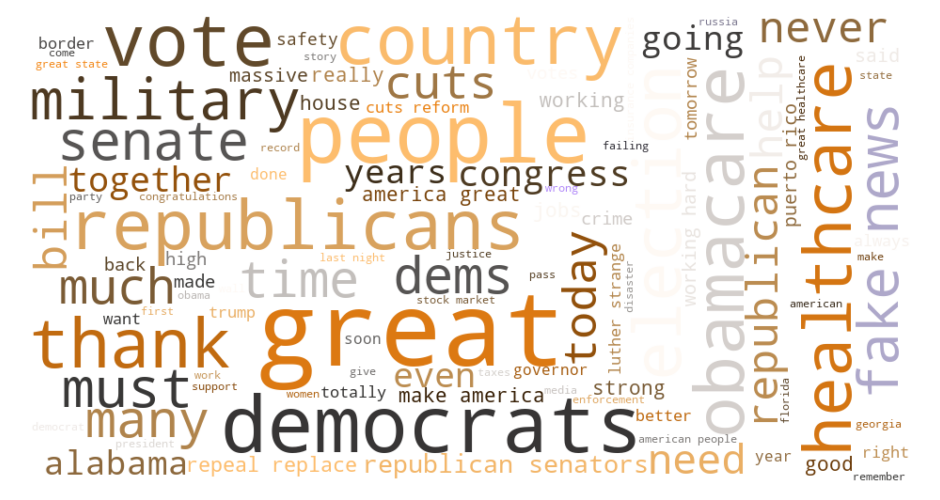 border
come
great state
vote
safety
story
country
russia
going
never
said
state
massive
really
cuts
military
house
cuts reform
working
tomorrow
great healthcare
senate
people
record
failing
election
obamacare
help
healthcare
fake news
bill
together
done
years
congress
wrong
party
congratulations
america great
jobs
crime
working hard
republican
puerto rico
always
make
republicans
back
high
last night
justice
much
made
obama
time
dems
pass
stock market
today
luther strange
disaster
american
want
first
trump
great
soon
thank
must
work
support
give
even
taxes
governor
women
totally
make america
media
strong
enforcement
florida
many
democrats
better
georgia
democrat
president
american people
alabama
repeal replace
republican senators
need
year
good
right
remember